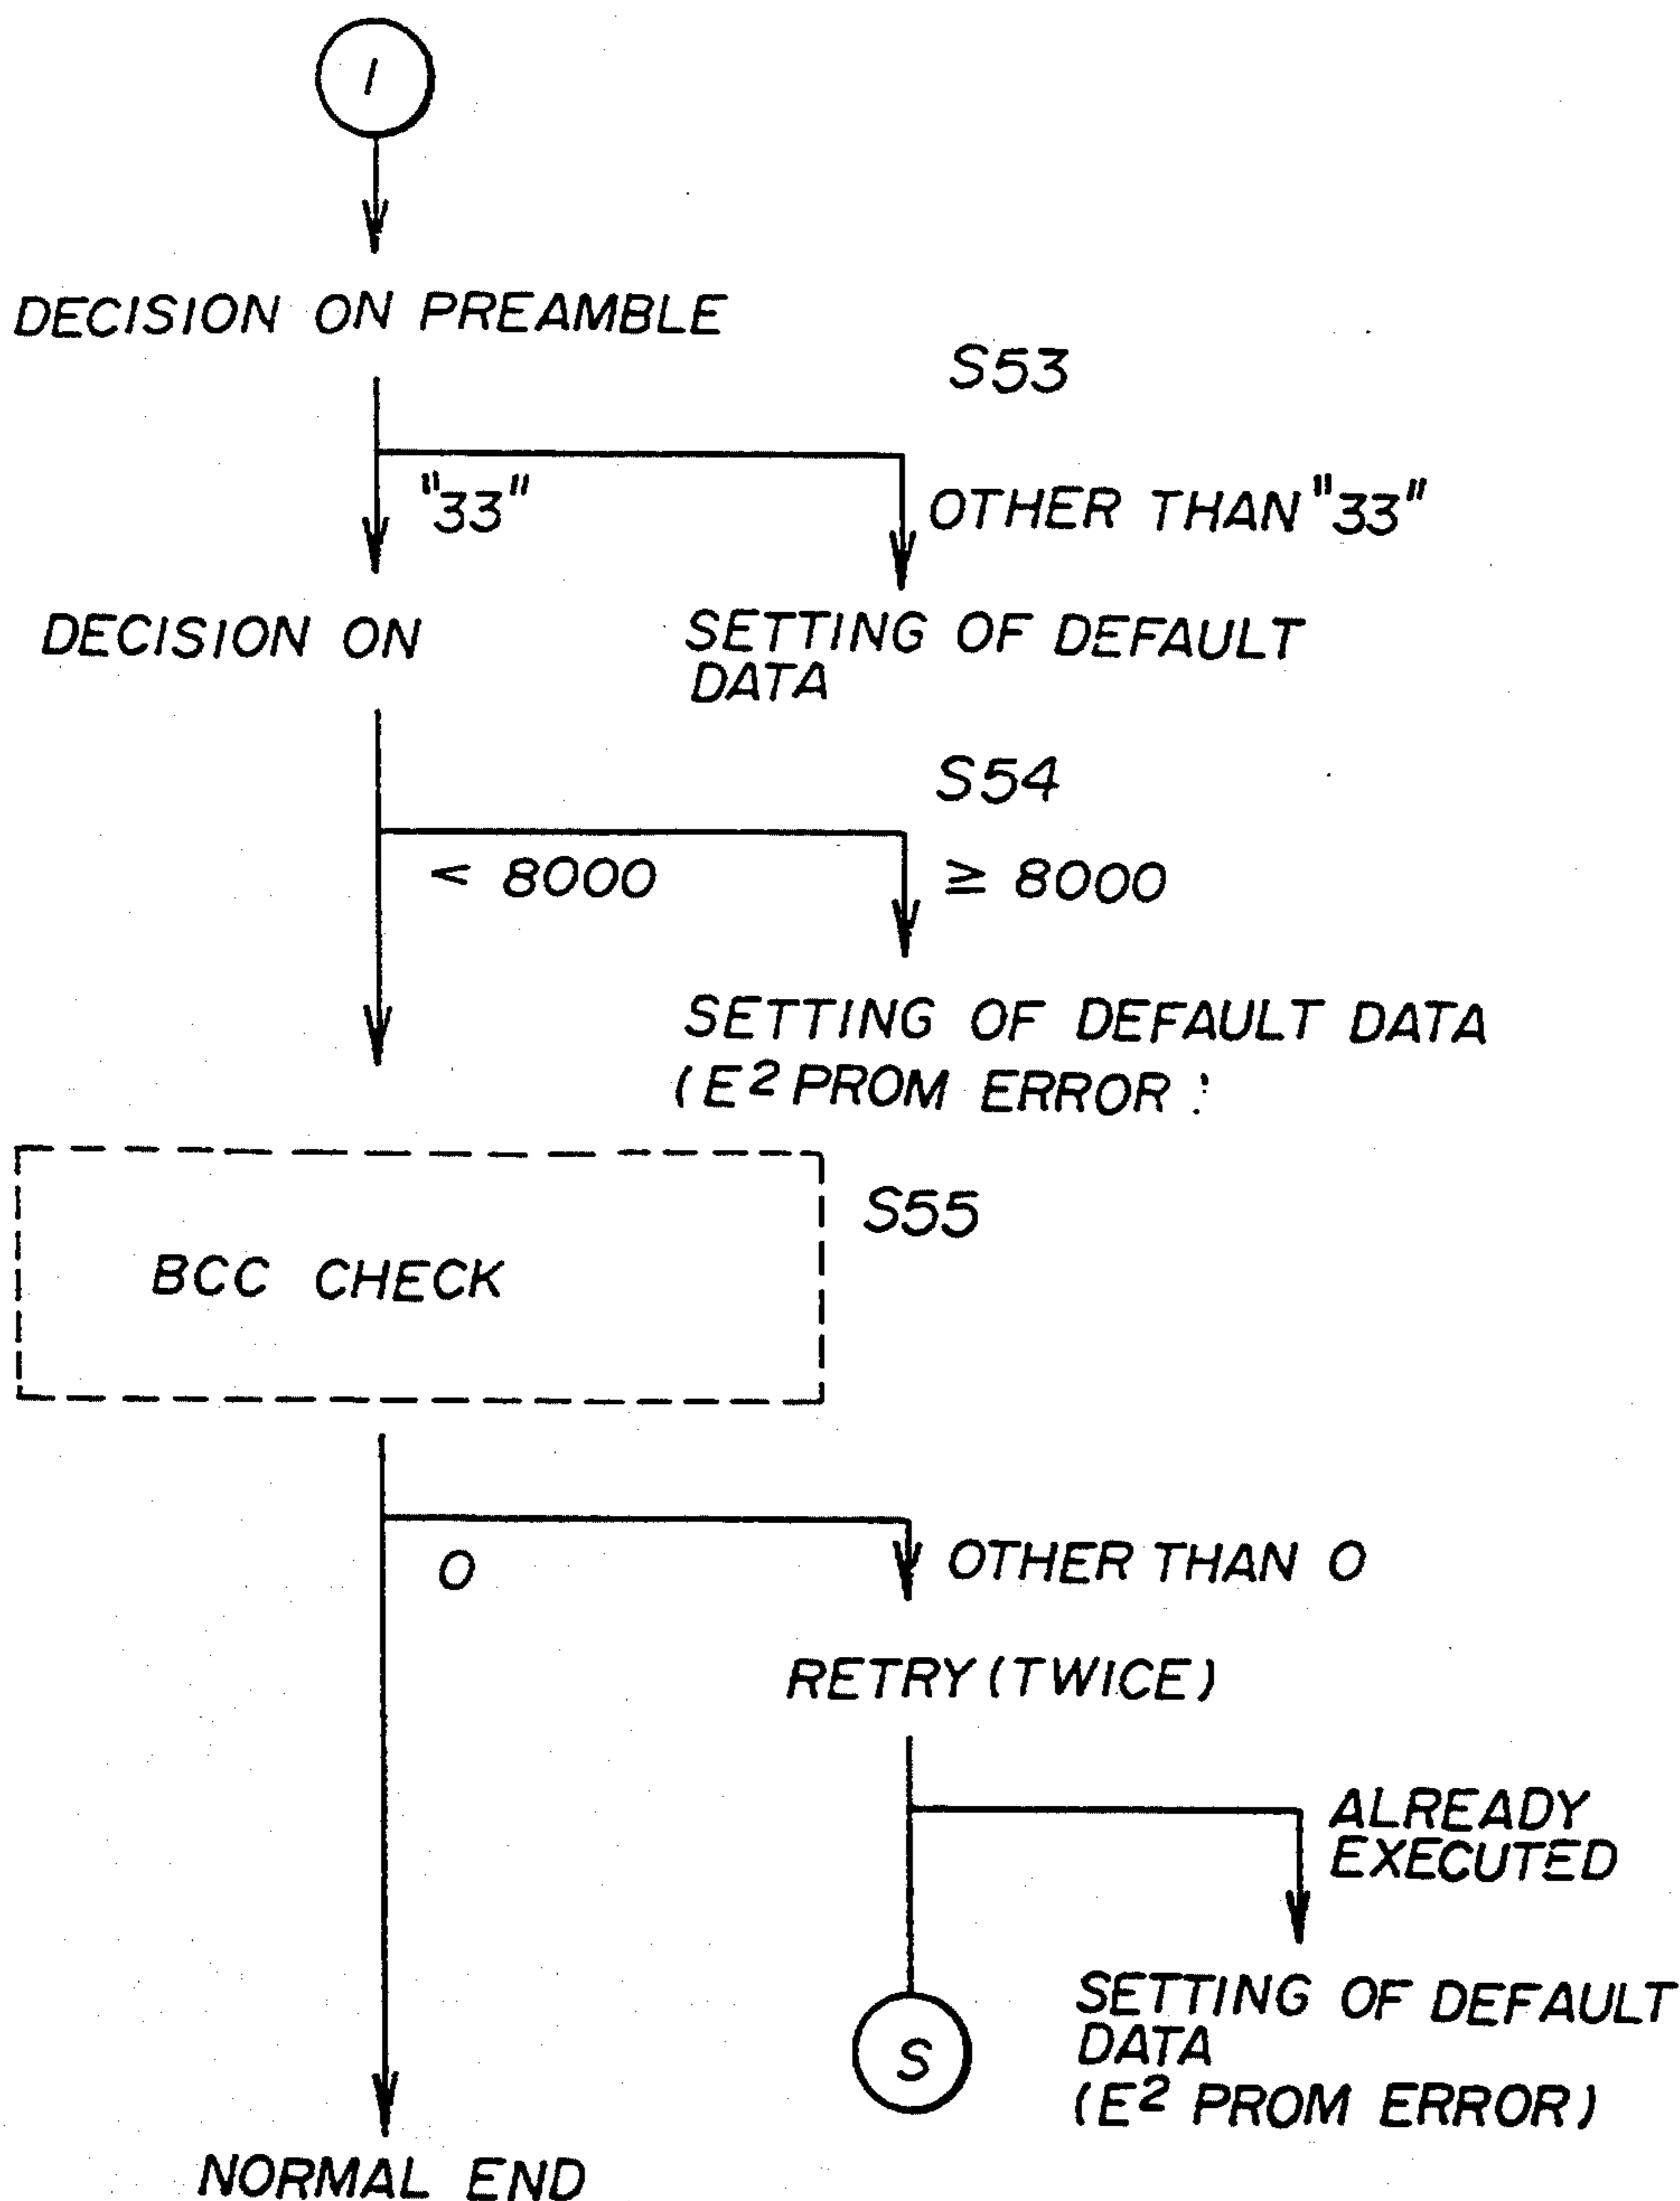 I
DECISION ON PREAMBLE
S53
"33"
OTHER THAN "33"
DECISION ON
SETTING OF DEFAULT
DATA
S54
< 8000
≥ 8000
SETTING OF DEFAULT DATA
(E² PROM ERROR :
BCC CHECK
S55
0
OTHER THAN 0
RETRY (TWICE)
ALREADY
EXECUTED
S
SETTING OF DEFAULT
DATA
(E² PROM ERROR)
NORMAL END